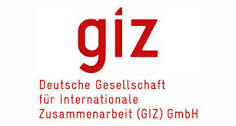 giz
Deutsche Gesellschaft
für Internationale
Zusammenarbeit (GIZ) GmbH